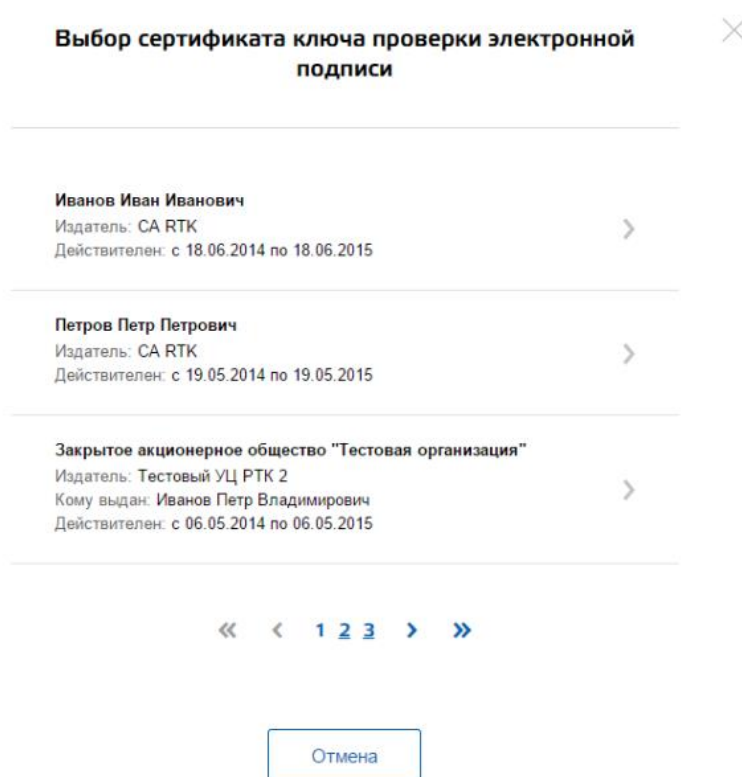 Выбор сертификата ключа проверки электронной
подписи
Иванов Иван Иванович
Издатель: CA RTK
Действителен: с 18.06.2014 по 18.06.2015
Петров Петр Петрович
Издатель: CA RTK
Действителен: с 19.05.2014 по 19.05.2015
Закрытое акционерное общество "Тестовая организация"
Издатель: Тестовый УЦ РТК 2
Кому выдан: Иванов Петр Владимирович
Действителен: с 06.05.2014 по 06.05.2015
« ‹ 1 2 3 › »
Отмена